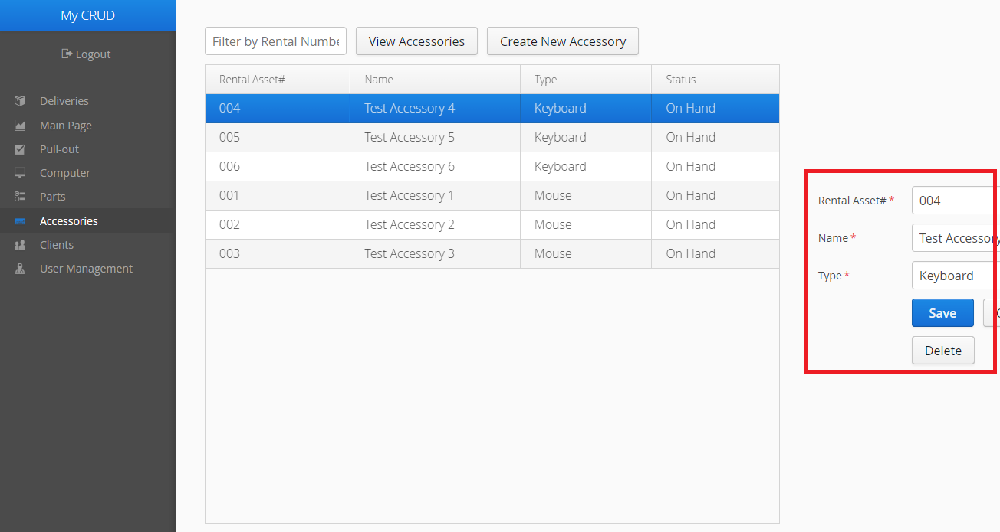 My CRUD
Logout
Deliveries
Main Page
Pull-out
Computer
Parts
Accessories
Clients
User Management
Filter by Rental Numbe
View Accessories
Create New Accessory
Rental Asset# Name Type Status
004 Test Accessory 4 Keyboard On Hand
005 Test Accessory 5 Keyboard On Hand
006 Test Accessory 6 Keyboard On Hand
001 Test Accessory 1 Mouse On Hand
002 Test Accessory 2 Mouse On Hand
003 Test Accessory 3 Mouse On Hand
Rental Asset# * 004
Name * Test Accessory
Type * Keyboard
Save
Delete